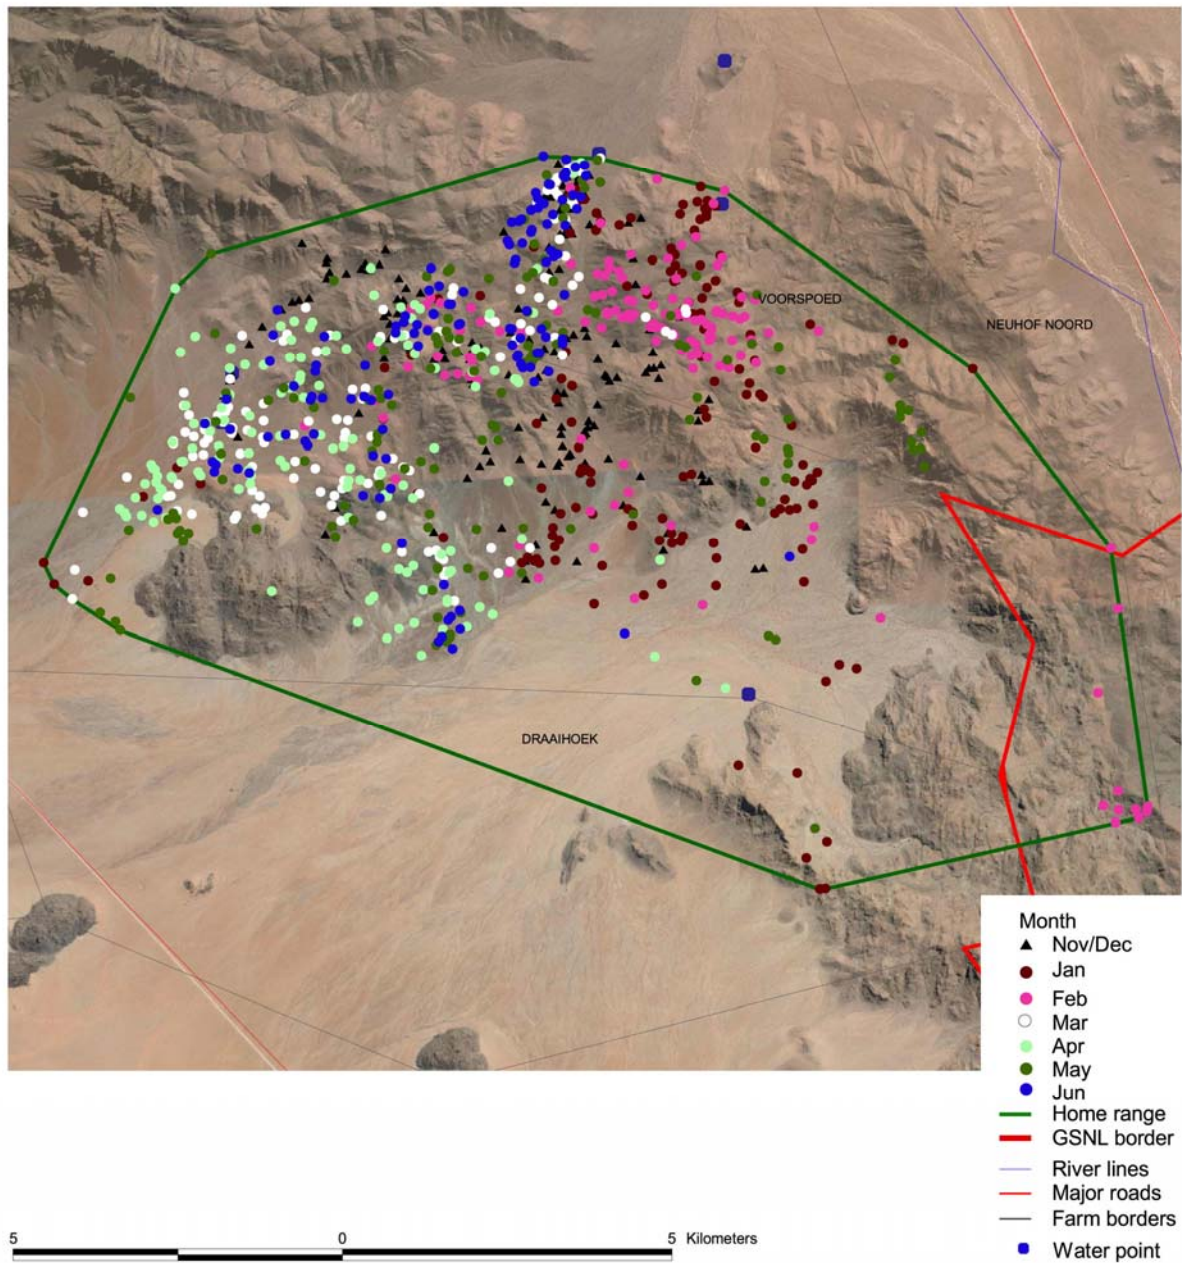 VOORSPOED
NEUHOF NOORD
DRAAIHOEK
Month
Nov/Dec
Jan
Feb
Mar
Apr
May
Jun
Home range
GSNL border
River lines
Major roads
Farm borders
Water point
5 0 5 Kilometers